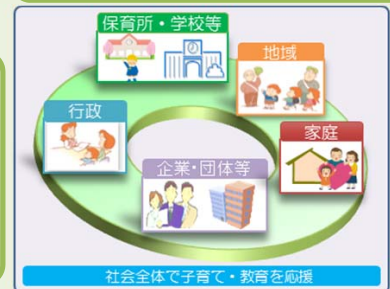 保育所・学校等
地域
行政
家庭
企業・団体等
社会全体で子育て・教育を応援